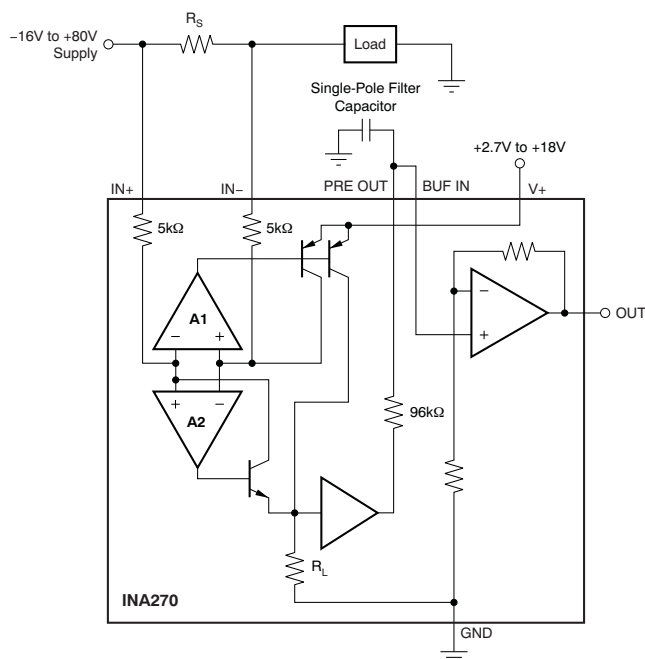 R_S
−16V to +80V
Supply
Load
Single-Pole Filter
Capacitor
+2.7V to +18V
IN+
IN−
PRE OUT
BUF IN
V+
5kΩ
5kΩ
A1
−
+
−
+
OUT
+
−
A2
96kΩ
R_L
INA270
GND